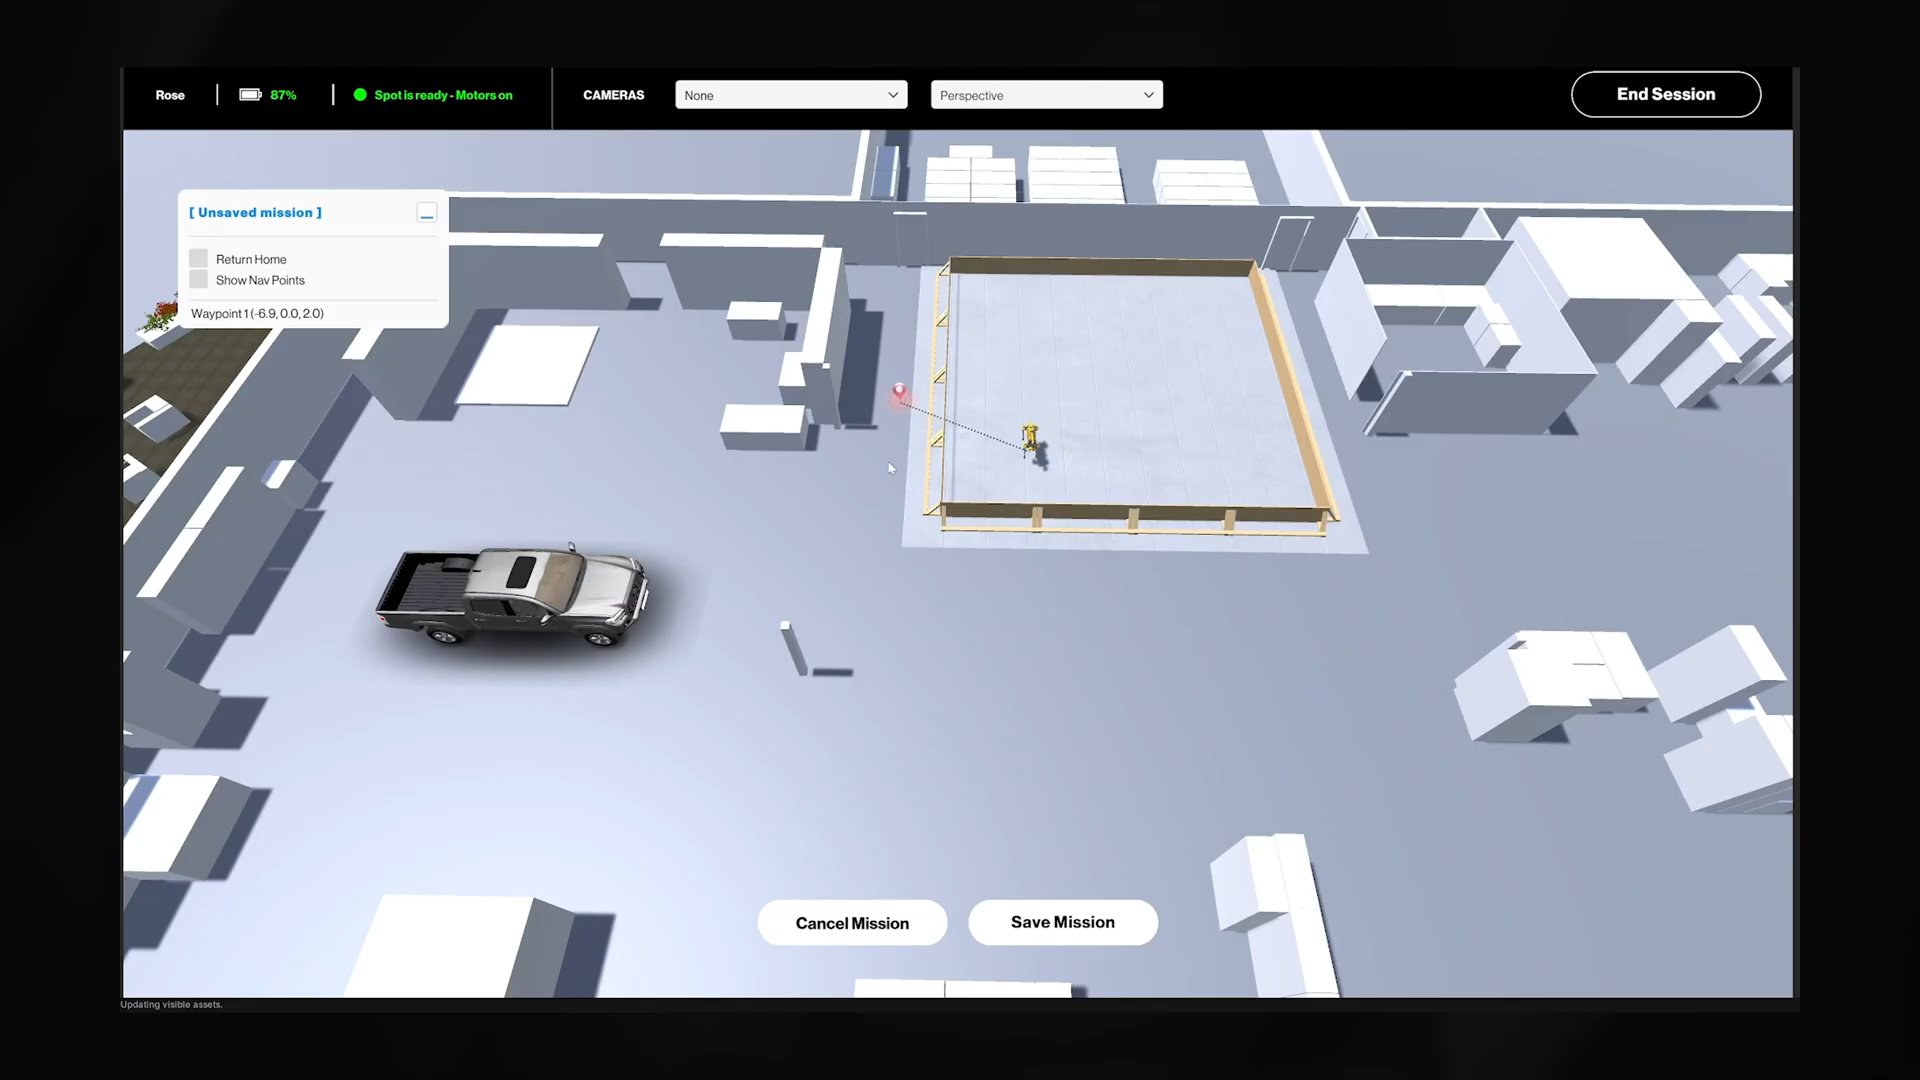 Rose
87%
Spot is ready - Motors on
CAMERAS
None
Perspective
End Session
[ Unsaved mission ]
Return Home
Show Nav Points
Waypoint 1 (-6.9, 0.0, 2.0)
Cancel Mission
Save Mission
Updating visible assets.